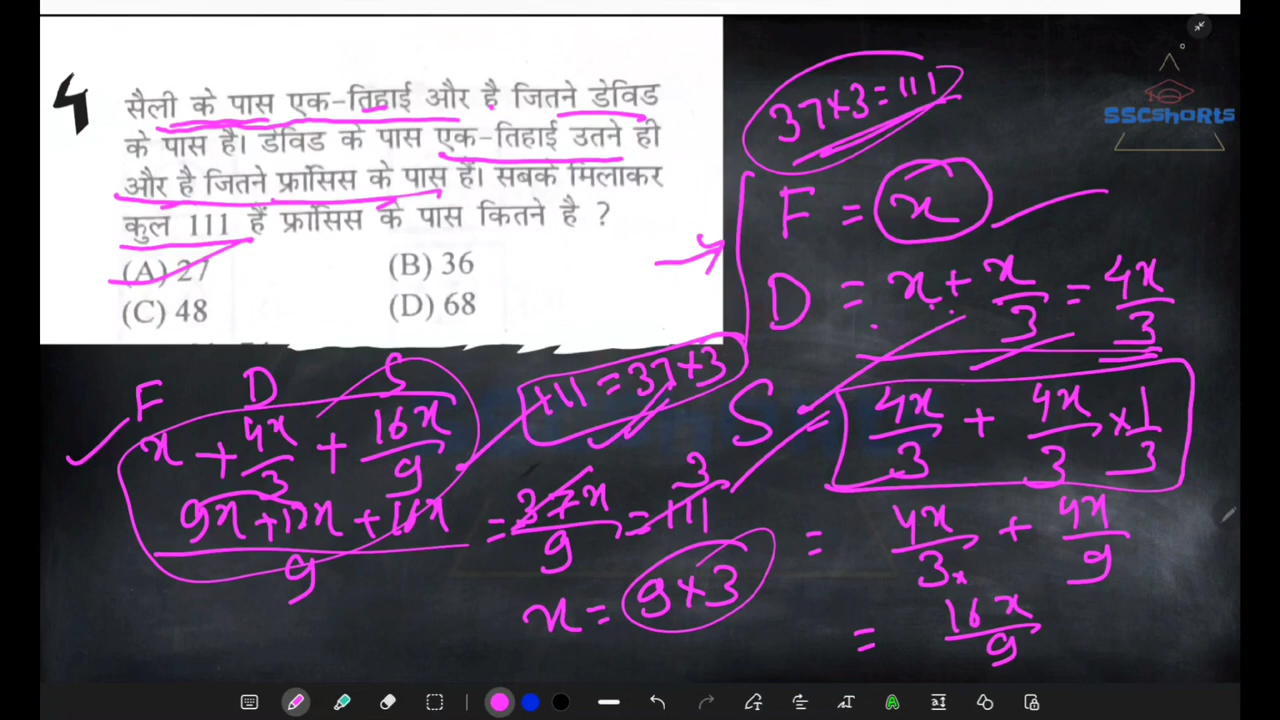 4
सैली के पास एक-तिहाई और है जितने डेविड
के पास है। डेविड के पास एक-तिहाई उतने ही
और है जितने फ्रांसिस के पास हैं। सबके मिलाकर
कुल 111 हैं फ्रांसिस के पास कितने है ?
(A) 27 (B) 36
(C) 48 (D) 68
37×3=111
SSCshoRts
F = x
D = x + x/3 = 4x/3
S = 4x/3 + 4x/3 × 1/3
= 4x/3 + 4x/9
= 16x/9
F D S
x + 4x/3 + 16x/9
9x+12x+16x/9 = 37x/9 = 111 3
111 = 37×3
x = 9×3